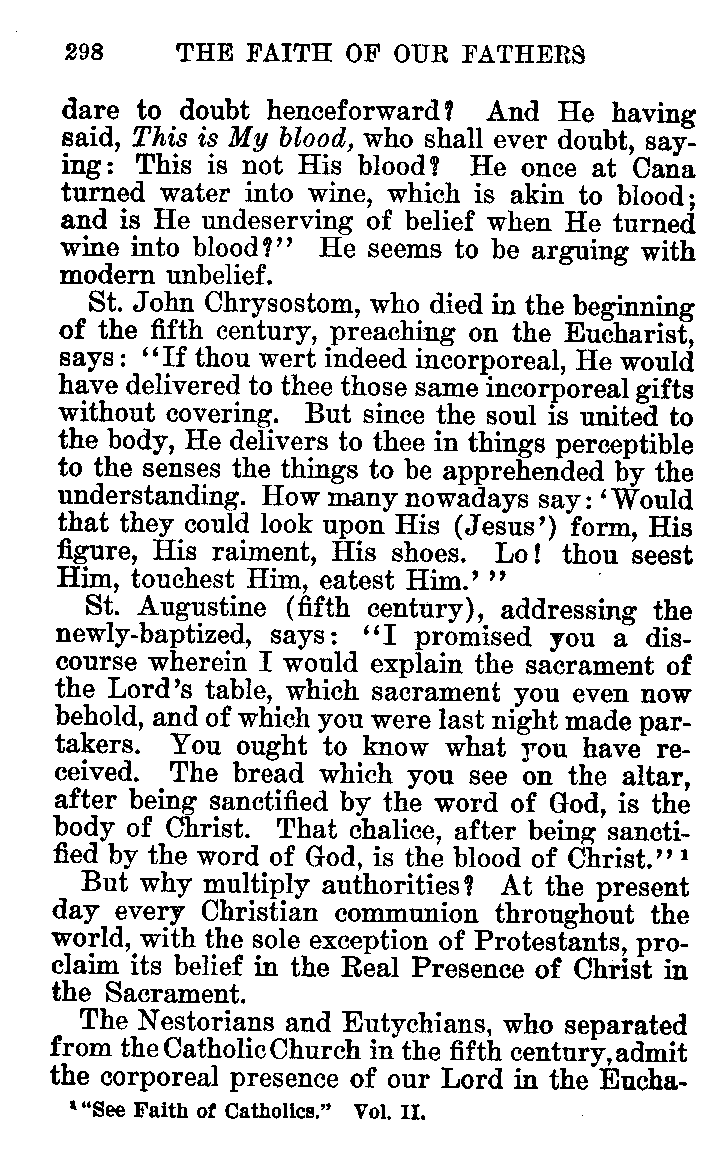 298 THE FAITH OF OUR FATHERS
dare to doubt henceforward? And He having
said, This is My blood, who shall ever doubt, say-
ing: This is not His blood? He once at Cana
turned water into wine, which is akin to blood;
and is He undeserving of belief when He turned
wine into blood?" He seems to be arguing with
modern unbelief.
St. John Chrysostom, who died in the beginning
of the fifth century, preaching on the Eucharist,
says: "If thou wert indeed incorporeal, He would
have delivered to thee those same incorporeal gifts
without covering. But since the soul is united to
the body, He delivers to thee in things perceptible
to the senses the things to be apprehended by the
understanding. How many nowadays say: 'Would
that they could look upon His (Jesus') form, His
figure, His raiment, His shoes. Lo! thou seest
Him, touchest Him, eatest Him.' "
St. Augustine (fifth century), addressing the
newly-baptized, says: "I promised you a dis-
course wherein I would explain the sacrament of
the Lord's table, which sacrament you even now
behold, and of which you were last night made par-
takers. You ought to know what you have re-
ceived. The bread which you see on the altar,
after being sanctified by the word of God, is the
body of Christ. That chalice, after being sancti-
fied by the word of God, is the blood of Christ." ¹
But why multiply authorities? At the present
day every Christian communion throughout the
world, with the sole exception of Protestants, pro-
claim its belief in the Real Presence of Christ in
the Sacrament.
The Nestorians and Eutychians, who separated
from the Catholic Church in the fifth century, admit
the corporeal presence of our Lord in the Eucha-
¹ "See Faith of Catholics." Vol. II.